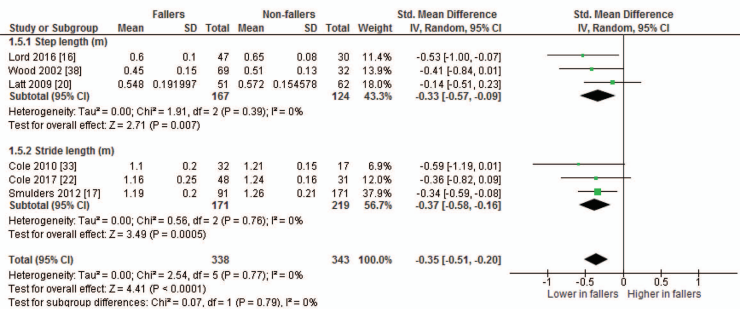 Fallers Non-fallers Std. Mean Difference Std. Mean Difference
Study or Subgroup Mean SD Total Mean SD Total Weight IV, Random, 95% CI IV, Random, 95% CI
1.5.1 Step length (m)
Lord 2016 [16] 0.6 0.1 47 0.65 0.08 30 11.4% -0.53 [-1.00, -0.07]
Wood 2002 [38] 0.45 0.15 69 0.51 0.13 32 13.9% -0.41 [-0.84, 0.01]
Latt 2009 [20] 0.548 0.191997 51 0.572 0.154578 62 18.0% -0.14 [-0.51, 0.23]
Subtotal (95% CI) 167 124 43.3% -0.33 [-0.57, -0.09]
Heterogeneity: Tau² = 0.00; Chi² = 1.91, df = 2 (P = 0.39); I² = 0%
Test for overall effect: Z = 2.71 (P = 0.007)
1.5.2 Stride length (m)
Cole 2010 [33] 1.1 0.2 32 1.21 0.15 17 6.9% -0.59 [-1.19, 0.01]
Cole 2017 [22] 1.16 0.25 48 1.24 0.16 31 11.9% -0.36 [-0.82, 0.09]
Smulders 2012 [17] 1.19 0.2 91 1.26 0.21 171 37.9% -0.34 [-0.59, -0.08]
Subtotal (95% CI) 171 219 56.7% -0.37 [-0.58, -0.16]
Heterogeneity: Tau² = 0.00; Chi² = 0.56, df = 2 (P = 0.76); I² = 0%
Test for overall effect: Z = 3.49 (P = 0.0005)
Total (95% CI) 338 343 100.0% -0.35 [-0.51, -0.20]
Heterogeneity: Tau² = 0.00; Chi² = 2.54, df = 5 (P = 0.77); I² = 0%
Test for overall effect: Z = 4.41 (P < 0.0001)
Test for subgroup differences: Chi² = 0.07, df = 1 (P = 0.79), I² = 0%
-1 -0.5 0 0.5 1
Lower in fallers Higher in fallers